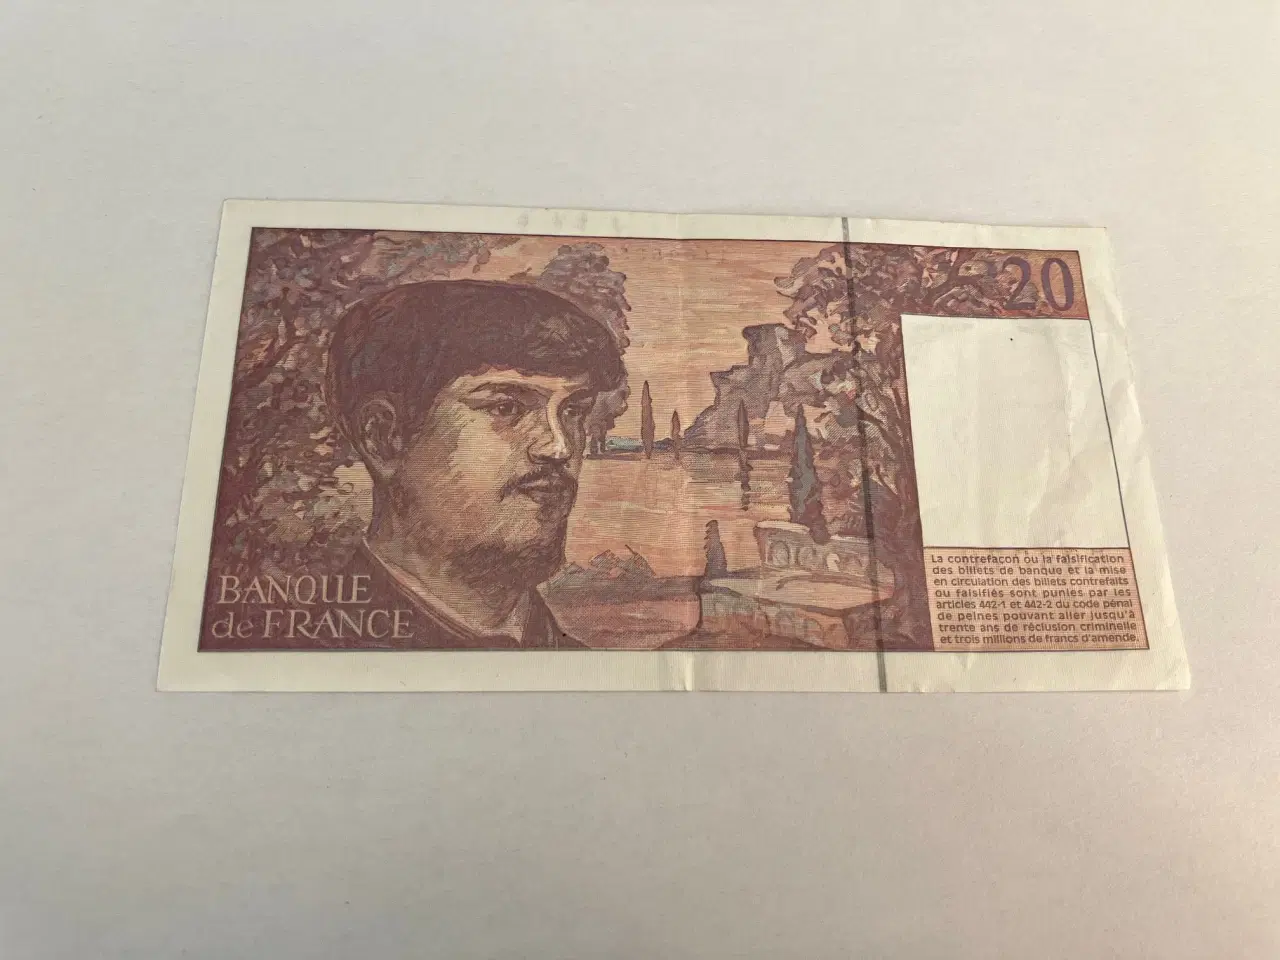 20
BANQUE
de FRANCE
La contrefaçon ou la falsification
des billets de banque et la mise
en circulation des billets contrefaits
ou falsifiés sont punies par les
articles 442-1 et 442-2 du code pénal
de peines pouvant aller jusqu'à
trente ans de réclusion criminelle
et trois millions de francs d'amende.